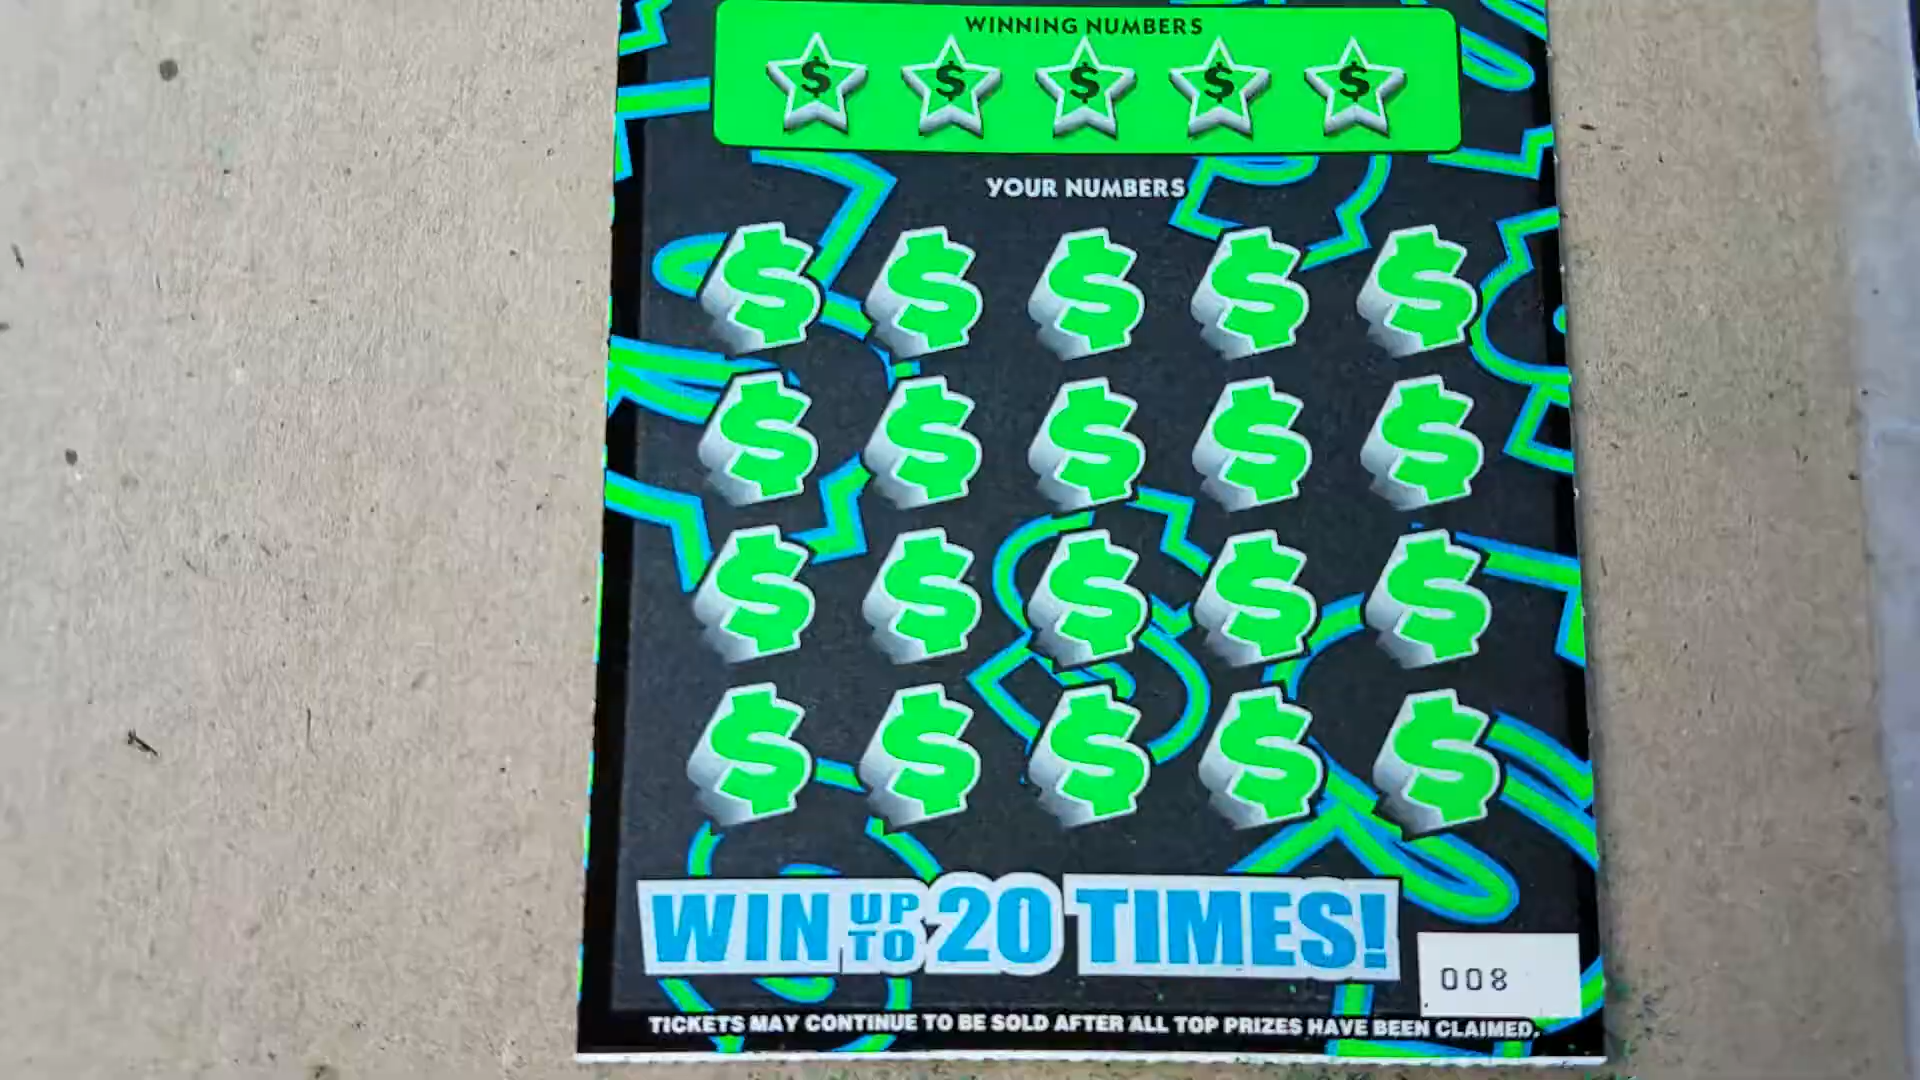 WINNING NUMBERS
$ $ $ $ $
YOUR NUMBERS
$ $ $ $ $
$ $ $ $ $
$ $ $ $ $
$ $ $ $ $
WIN UP TO 20 TIMES!
008
TICKETS MAY CONTINUE TO BE SOLD AFTER ALL TOP PRIZES HAVE BEEN CLAIMED.